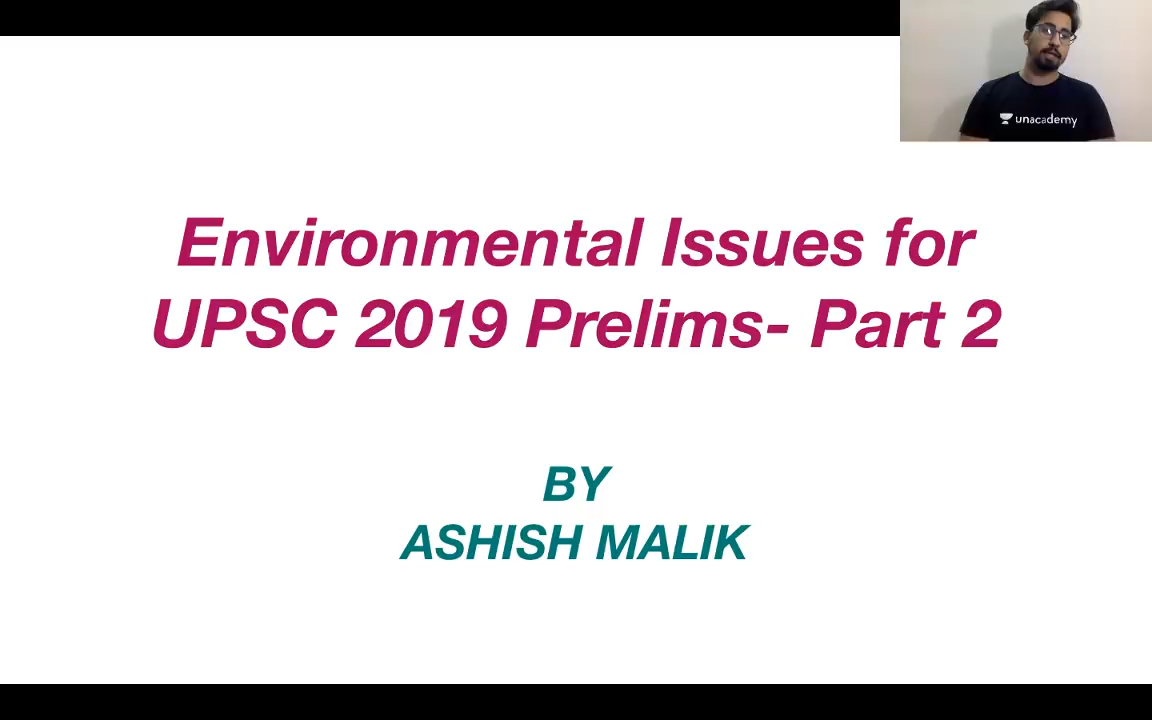 unacademy
Environmental Issues for
UPSC 2019 Prelims- Part 2
BY
ASHISH MALIK